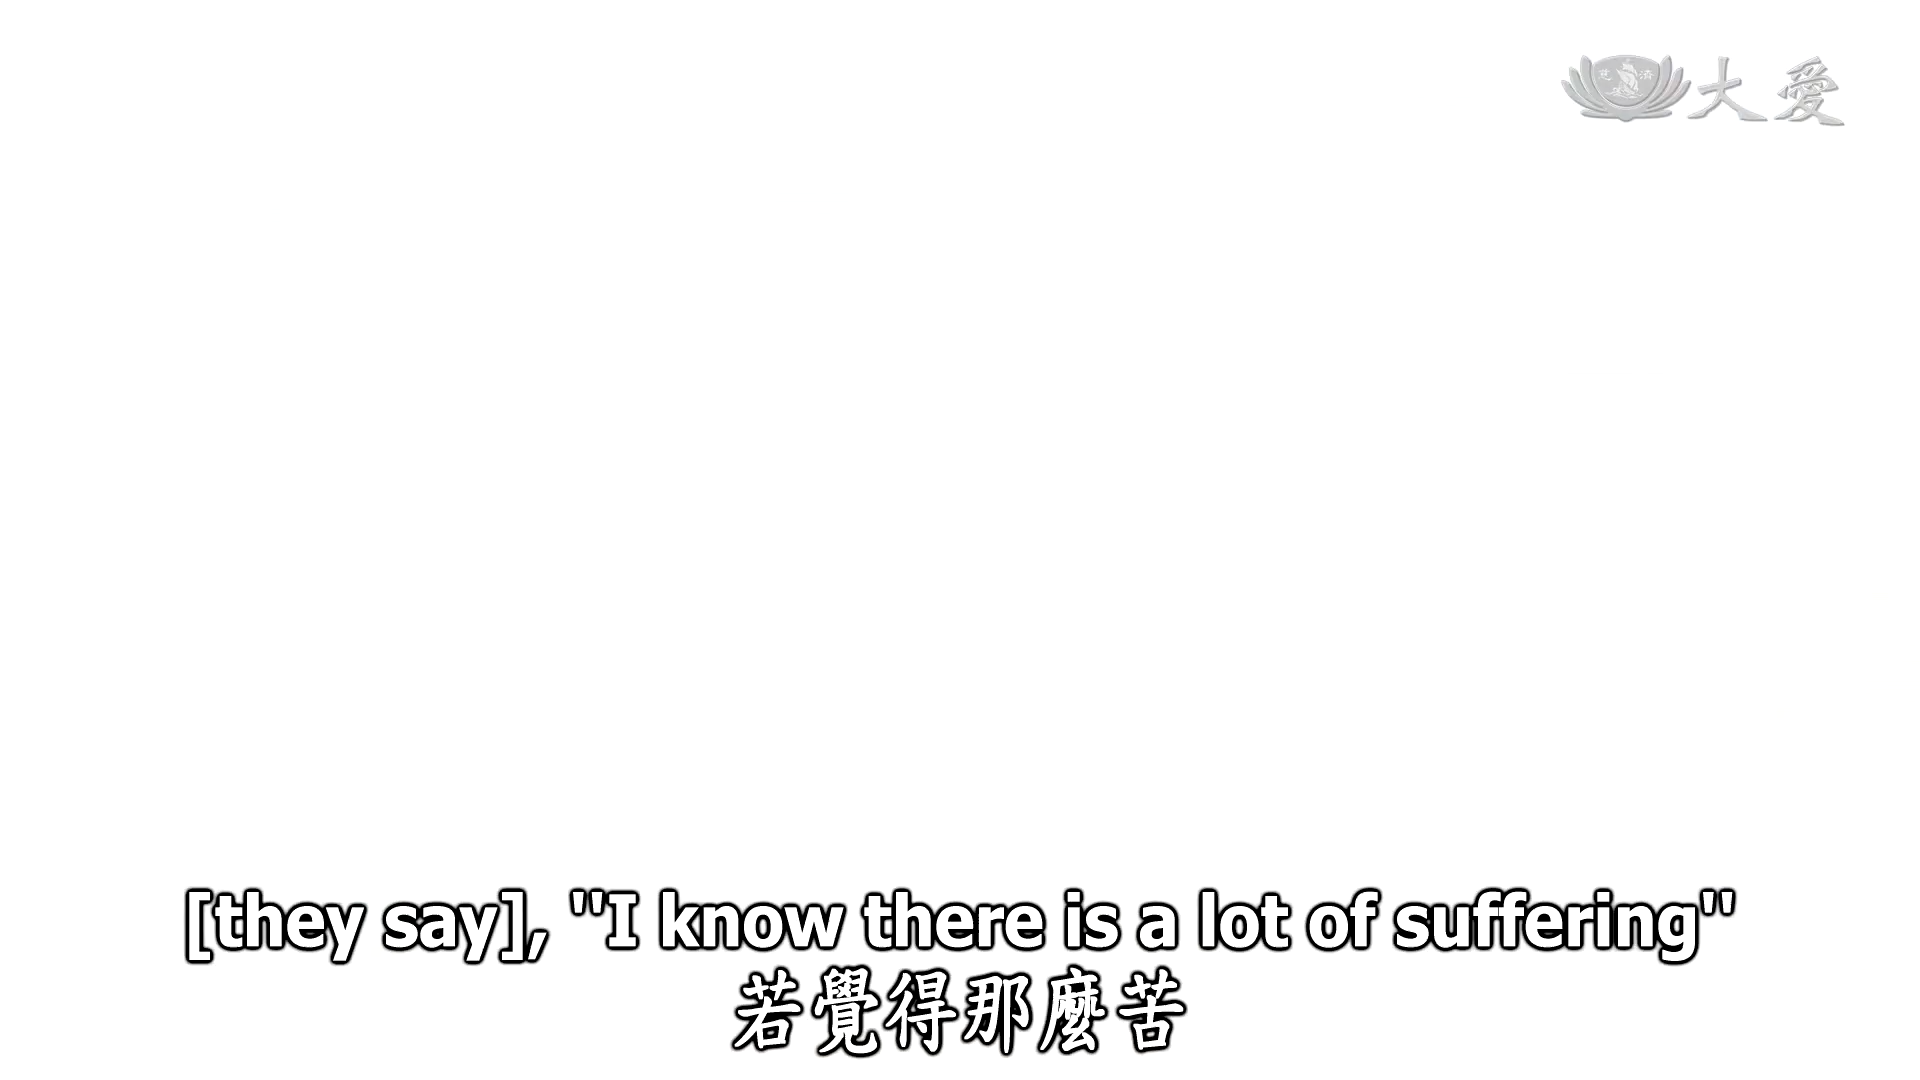 大愛
[they say], "I know there is a lot of suffering"
若覺得那麼苦